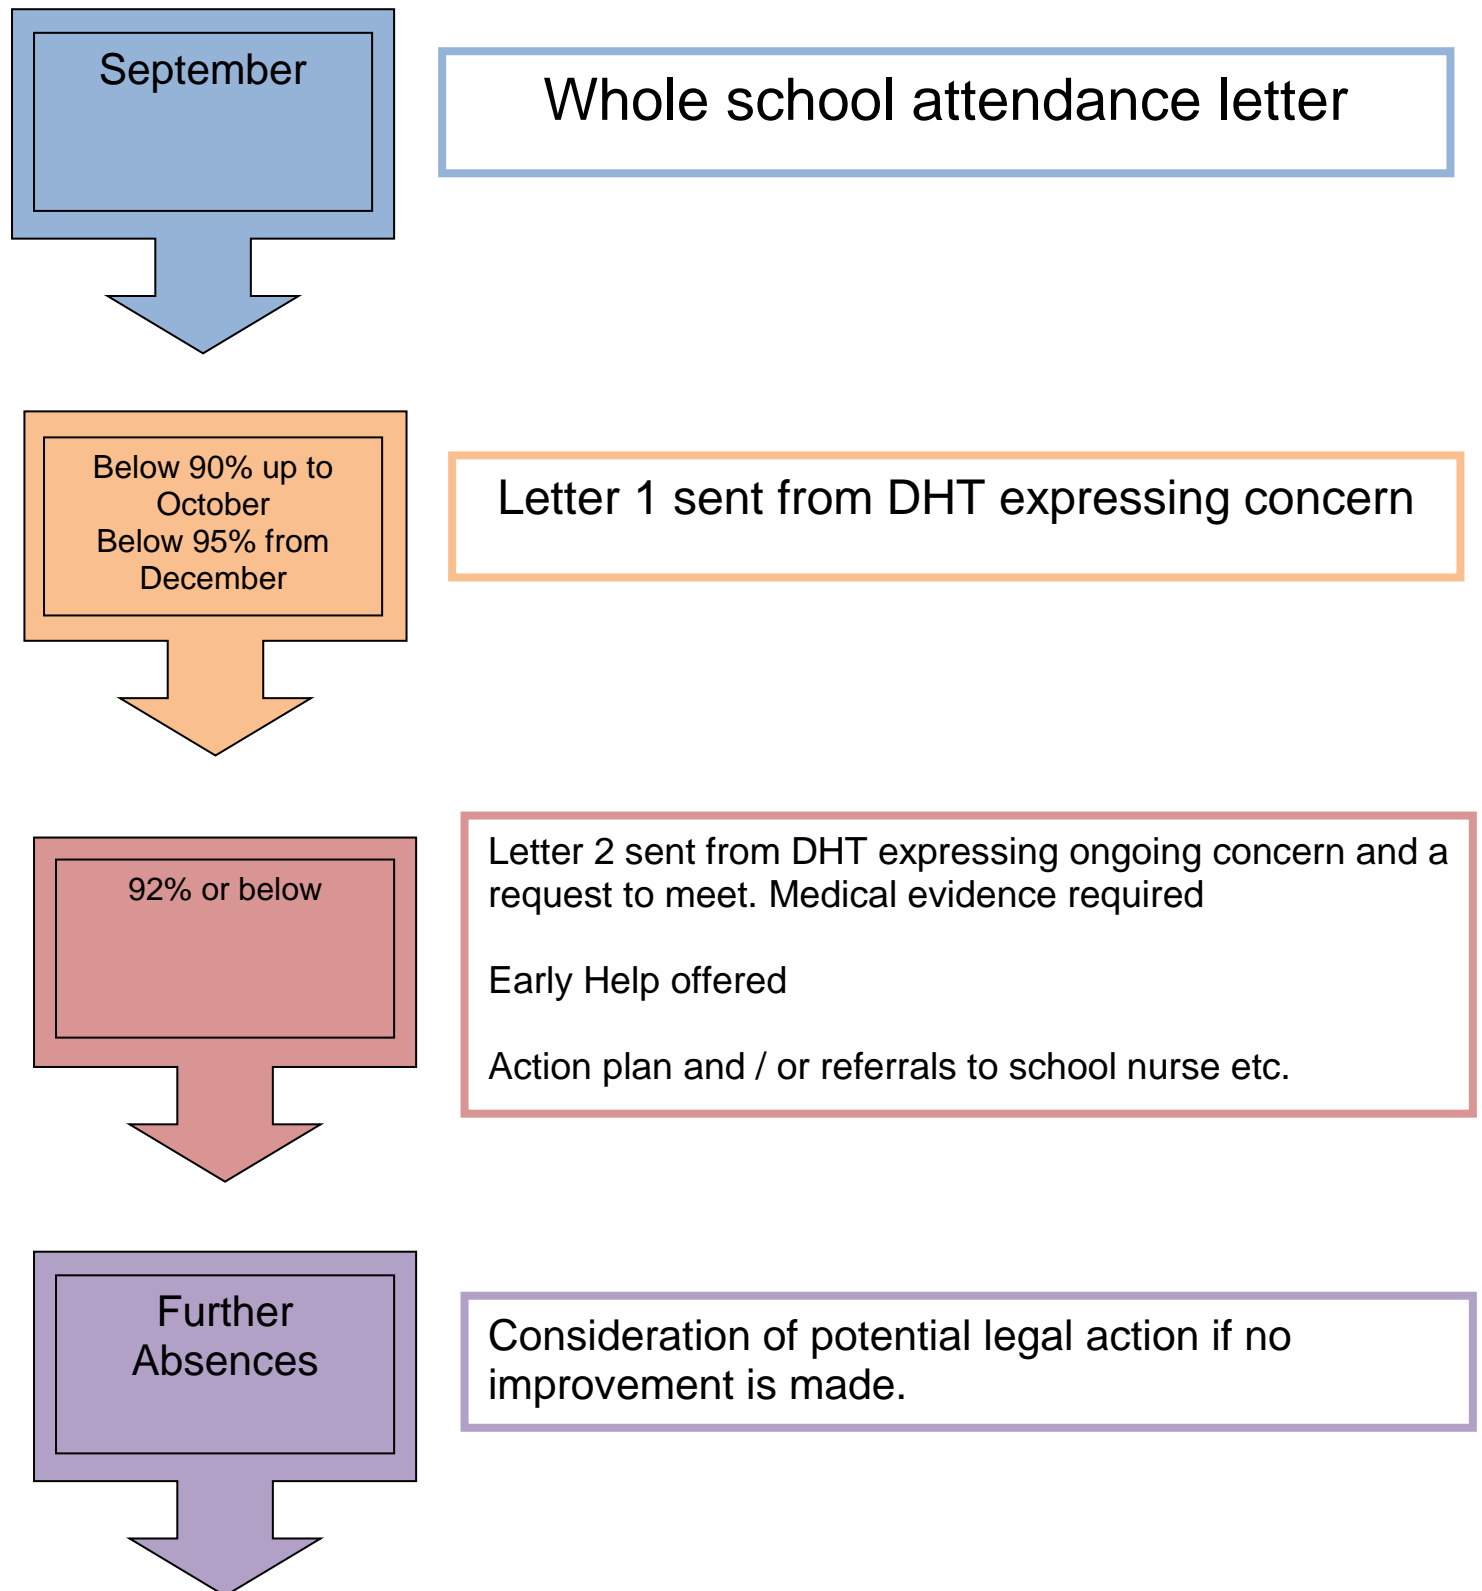 September
Whole school attendance letter
Below 90% up to
October
Below 95% from
December
Letter 1 sent from DHT expressing concern
92% or below
Letter 2 sent from DHT expressing ongoing concern and a
request to meet. Medical evidence required
Early Help offered
Action plan and / or referrals to school nurse etc.
Further
Absences
Consideration of potential legal action if no
improvement is made.